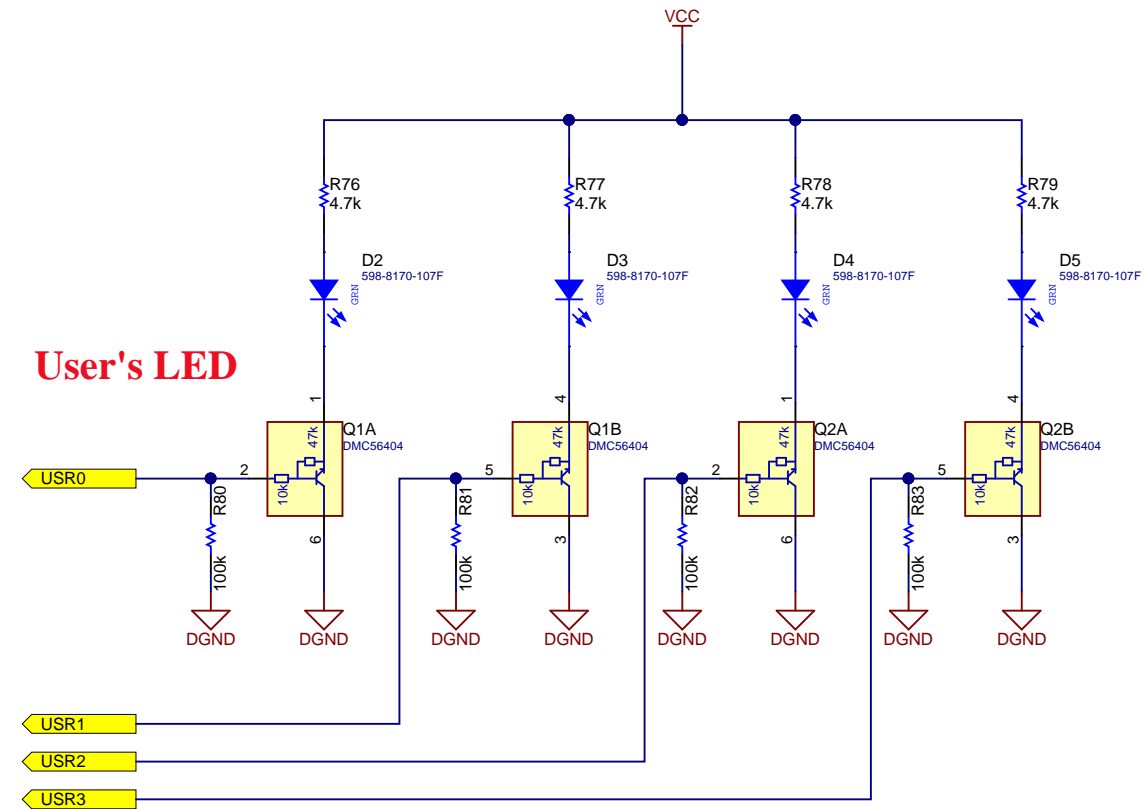 VCC
R76
4.7k
R77
4.7k
R78
4.7k
R79
4.7k
D2
598-8170-107F
GRN
D3
598-8170-107F
GRN
D4
598-8170-107F
GRN
D5
598-8170-107F
GRN
User's LED
1
4
1
4
Q1A
DMC56404
47k
10k
Q1B
DMC56404
47k
10k
Q2A
DMC56404
47k
10k
Q2B
DMC56404
47k
10k
USR0
2
5
2
5
R80
100k
R81
100k
R82
100k
R83
100k
6
3
6
3
DGND
DGND
DGND
DGND
DGND
DGND
DGND
DGND
USR1
USR2
USR3